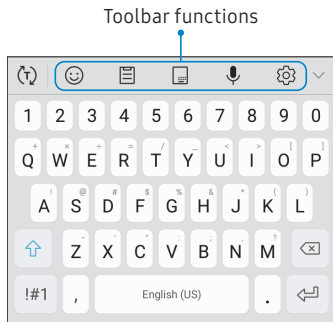 Toolbar functions
T
1 2 3 4 5 6 7 8 9 0
+ × ÷ = / _ < > [ ]
Q W E R T Y U I O P
! @ # $ % & * ( )
A S D F G H J K L
- ' " : ; , ?
Z X C V B N M
!#1 , English (US) .